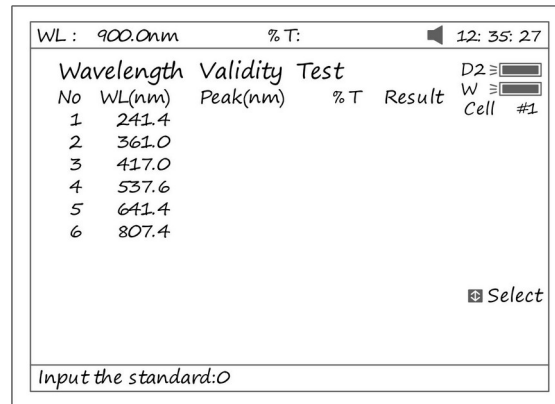 WL: 900.0nm %T: 12: 35: 27
Wavelength Validity Test D2
No WL(nm) Peak(nm) %T Result W
Cell #1
1 241.4
2 361.0
3 417.0
4 537.6
5 641.4
6 807.4
Select
Input the standard:0